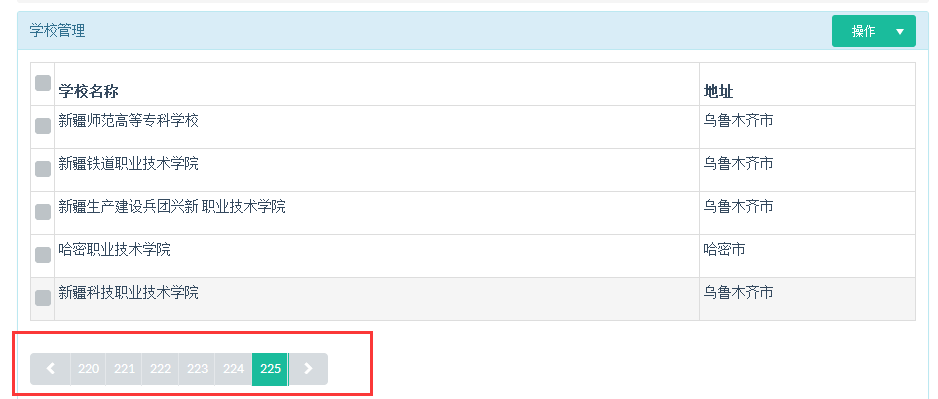 学校管理 操作
学校名称 地址
新疆师范高等专科学校 乌鲁木齐市
新疆铁道职业技术学院 乌鲁木齐市
新疆生产建设兵团兴新职业技术学院 乌鲁木齐市
哈密职业技术学院 哈密市
新疆科技职业技术学院 乌鲁木齐市
220 221 222 223 224 225